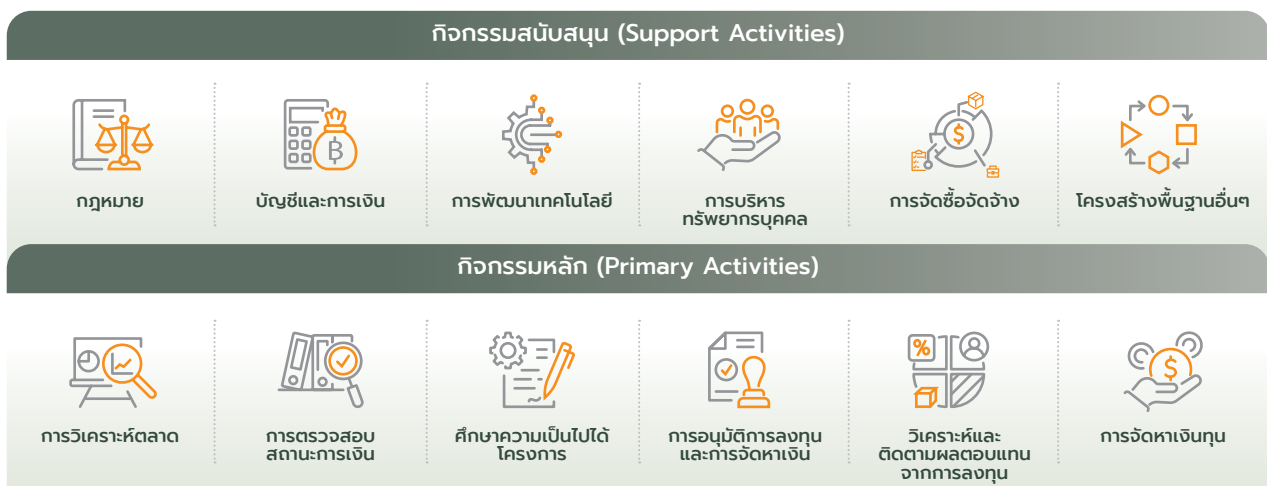 กิจกรรมสนับสนุน (Support Activities)
กฎหมาย
บัญชีและการเงิน
การพัฒนาเทคโนโลยี
การบริหาร
ทรัพยากรบุคคล
การจัดซื้อจัดจ้าง
โครงสร้างพื้นฐานอื่นๆ
กิจกรรมหลัก (Primary Activities)
การวิเคราะห์ตลาด
การตรวจสอบ
สถานะการเงิน
ศึกษาความเป็นไปได้
โครงการ
การอนุมัติการลงทุน
และการจัดหาเงิน
วิเคราะห์และ
ติดตามผลตอบแทน
จากการลงทุน
การจัดหาเงินทุน